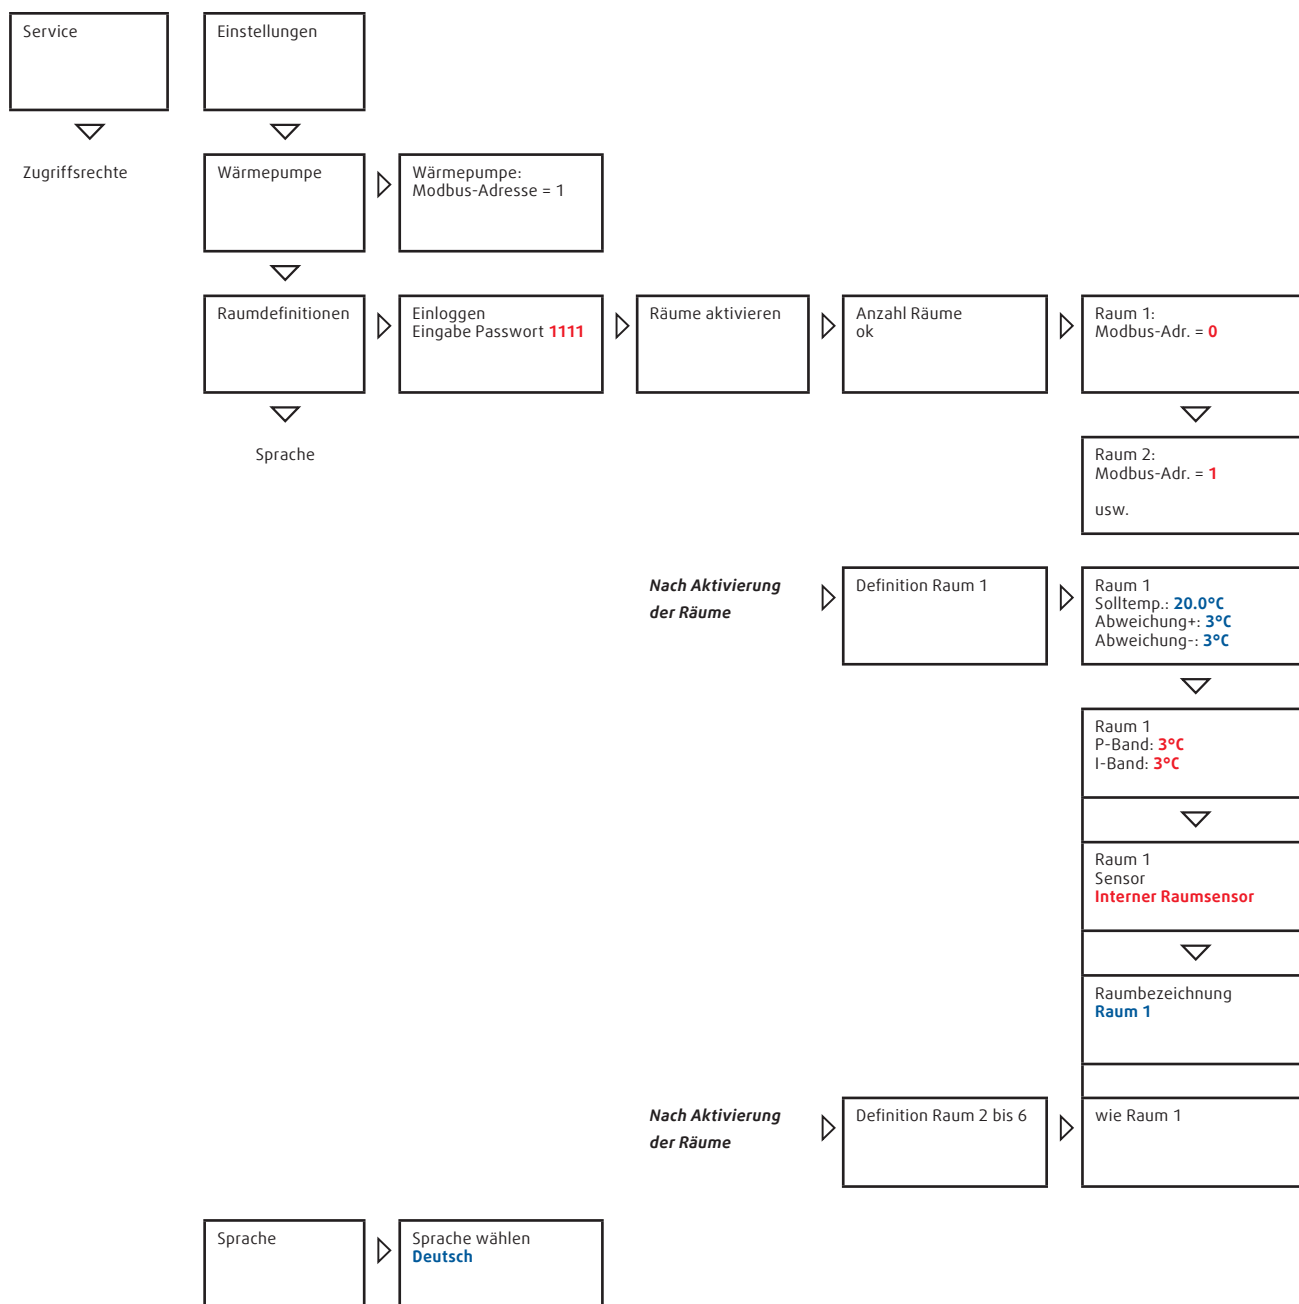 Service
Einstellungen
Zugriffsrechte
Wärmepumpe
Wärmepumpe:
Modbus-Adresse = 1
Raumdefinitionen
Einloggen
Eingabe Passwort 1111
Räume aktivieren
Anzahl Räume
ok
Raum 1:
Modbus-Adr. = 0
Sprache
Raum 2:
Modbus-Adr. = 1
usw.
Nach Aktivierung
der Räume
Definition Raum 1
Raum 1
Solltemp.: 20.0°C
Abweichung+: 3°C
Abweichung-: 3°C
Raum 1
P-Band: 3°C
I-Band: 3°C
Raum 1
Sensor
Interner Raumsensor
Raumbezeichnung
Raum 1
Nach Aktivierung
der Räume
Definition Raum 2 bis 6
wie Raum 1
Sprache
Sprache wählen
Deutsch